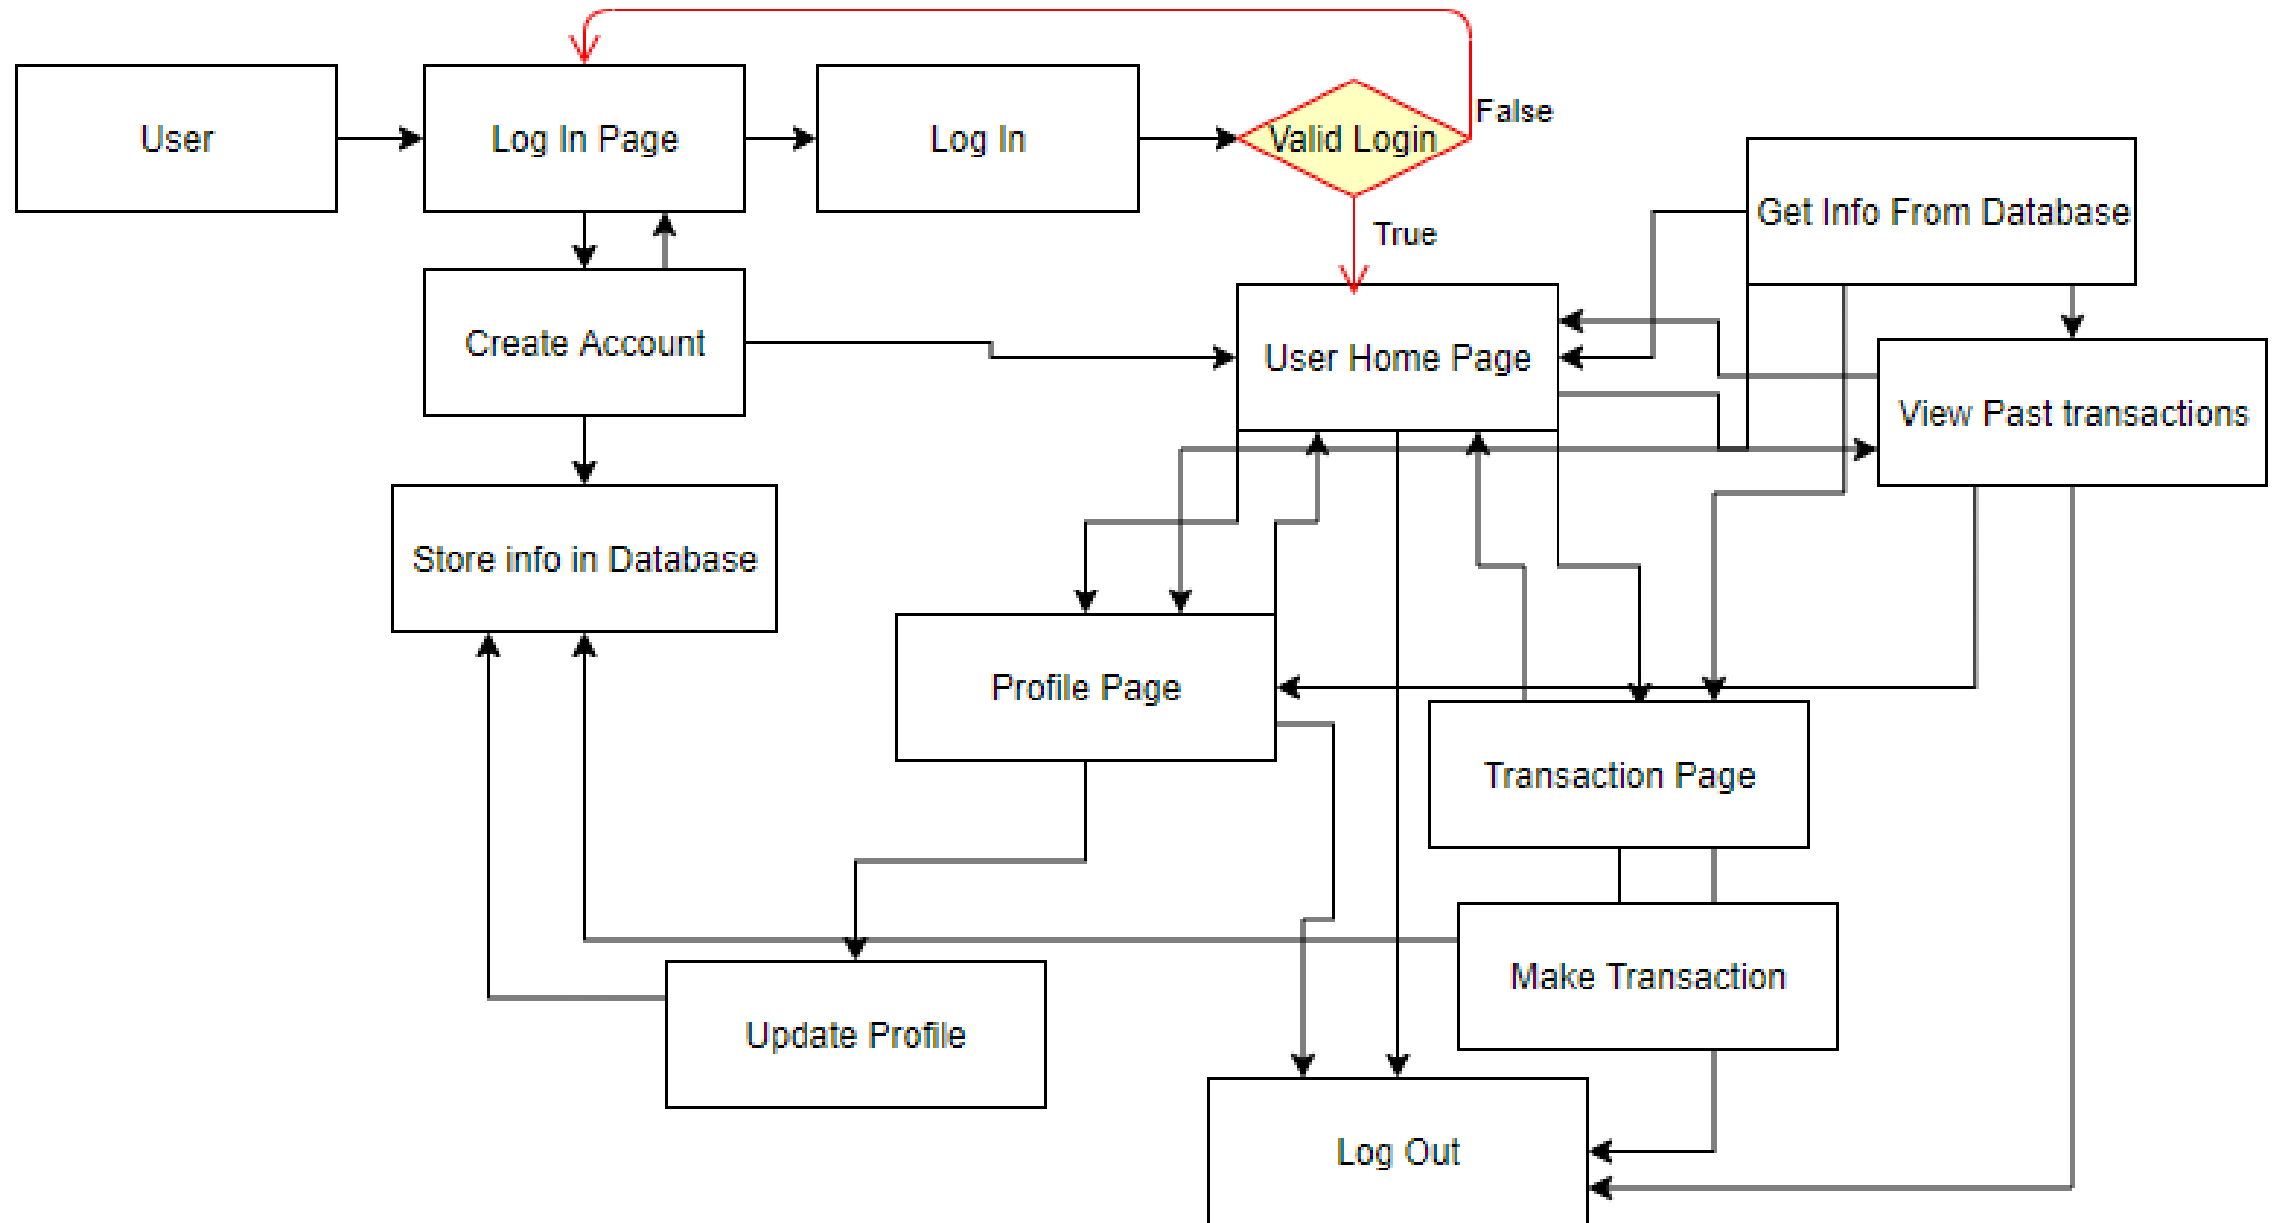 User
Log In Page
Log In
Valid Login
False
True
Get Info From Database
Create Account
User Home Page
View Past transactions
Store info in Database
Profile Page
Transaction Page
Make Transaction
Update Profile
Log Out